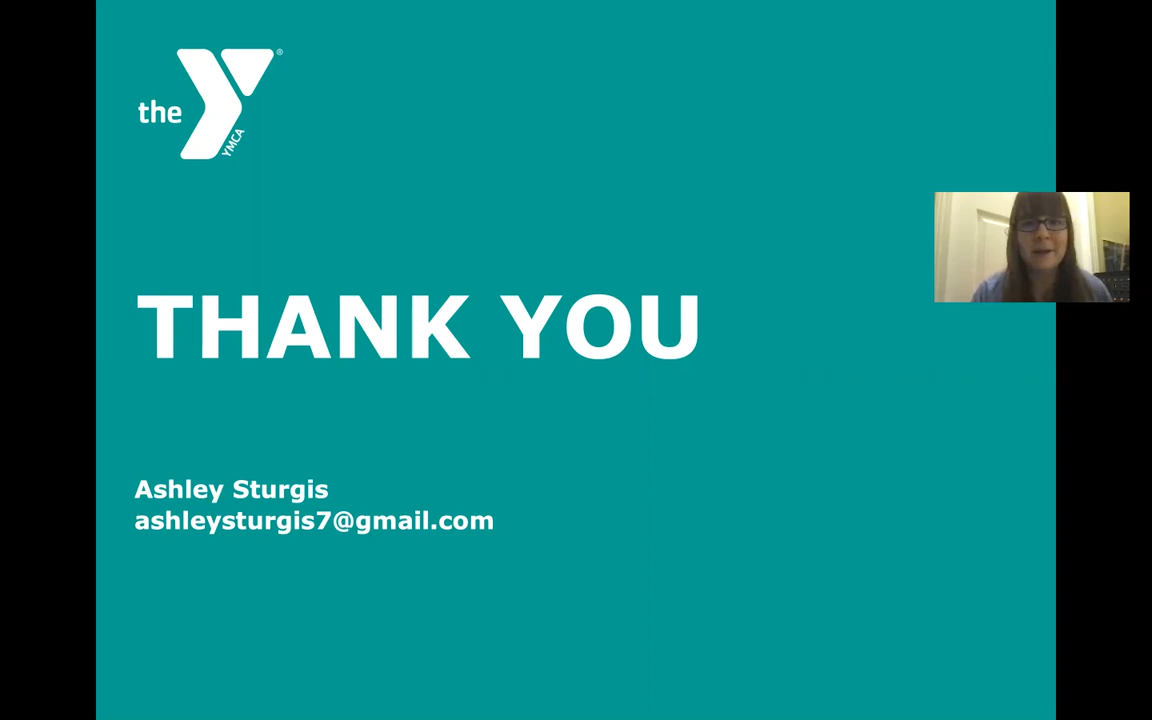 the
YMCA
®
THANK YOU
Ashley Sturgis
ashleysturgis7@gmail.com